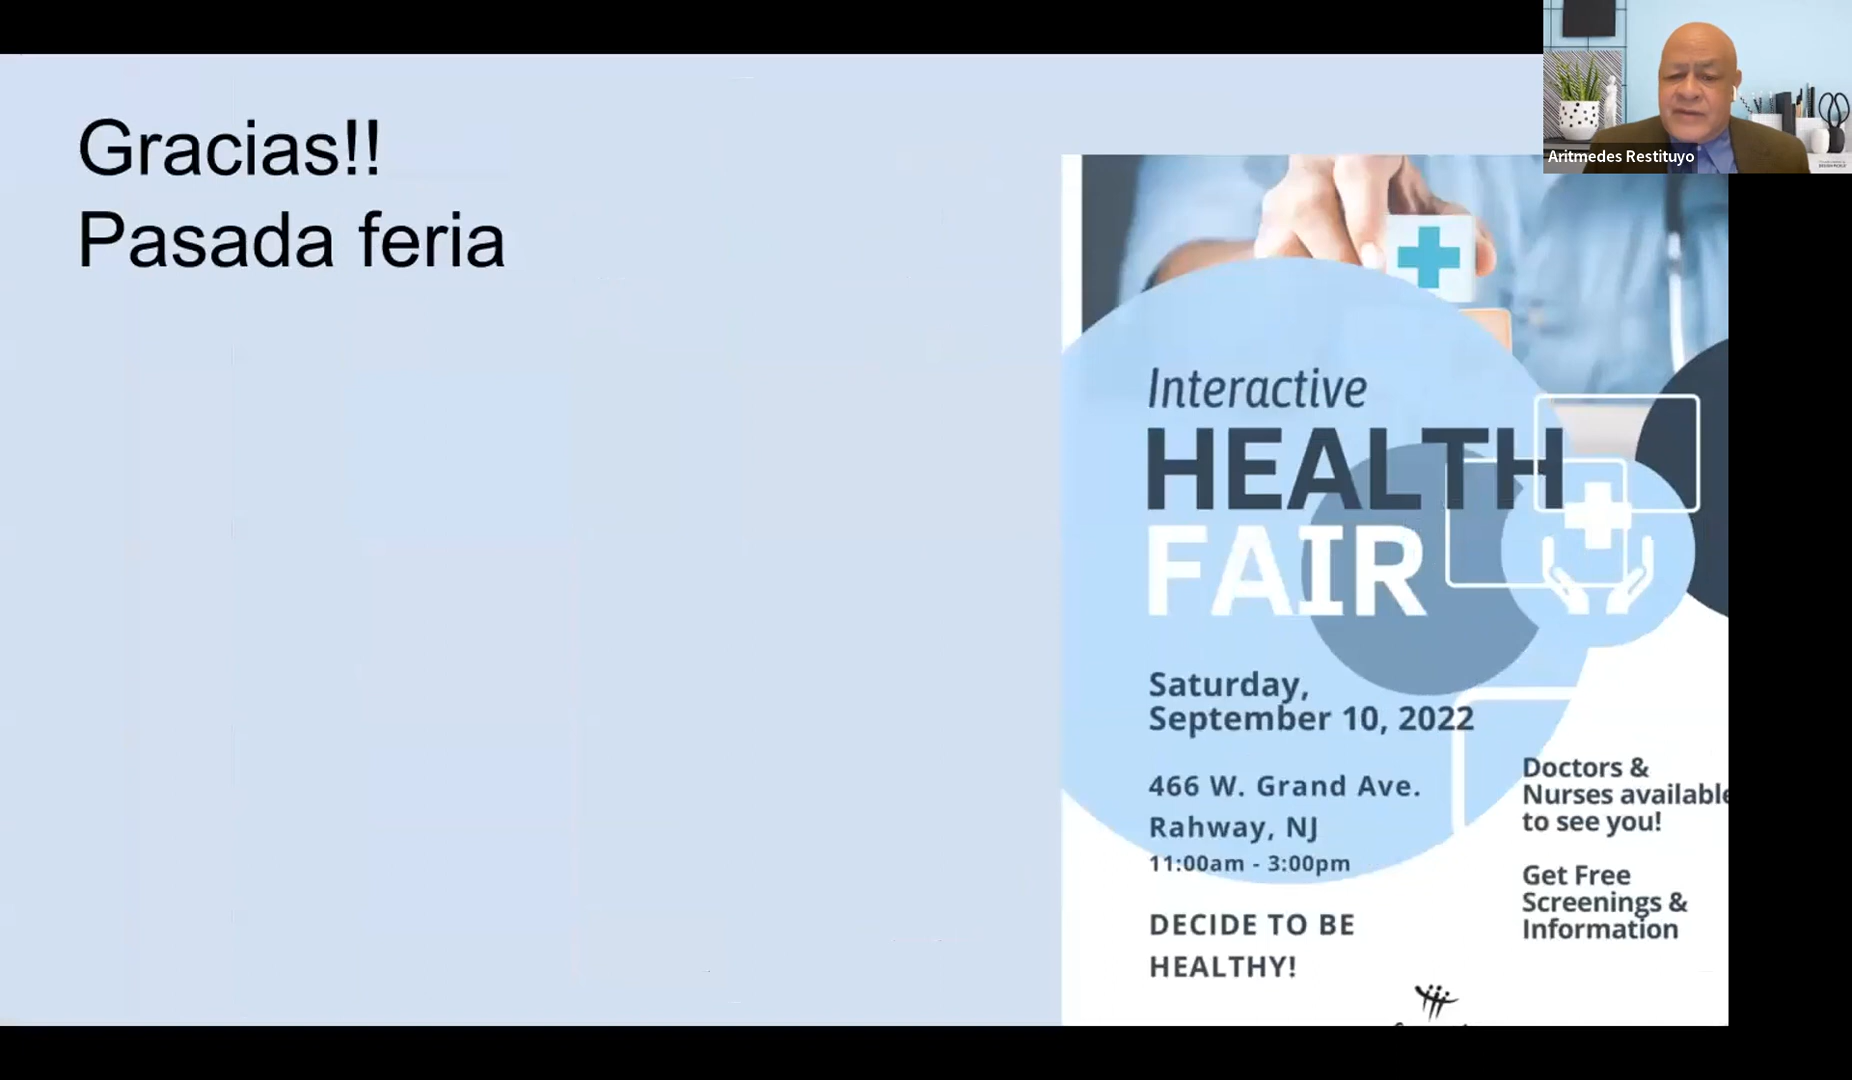 Gracias!!
Pasada feria
Aritmedes Restituyo
Interactive
HEALTH
FAIR
Saturday,
September 10, 2022
466 W. Grand Ave.
Rahway, NJ
11:00am - 3:00pm
DECIDE TO BE
HEALTHY!
Doctors &
Nurses available
to see you!
Get Free
Screenings &
Information